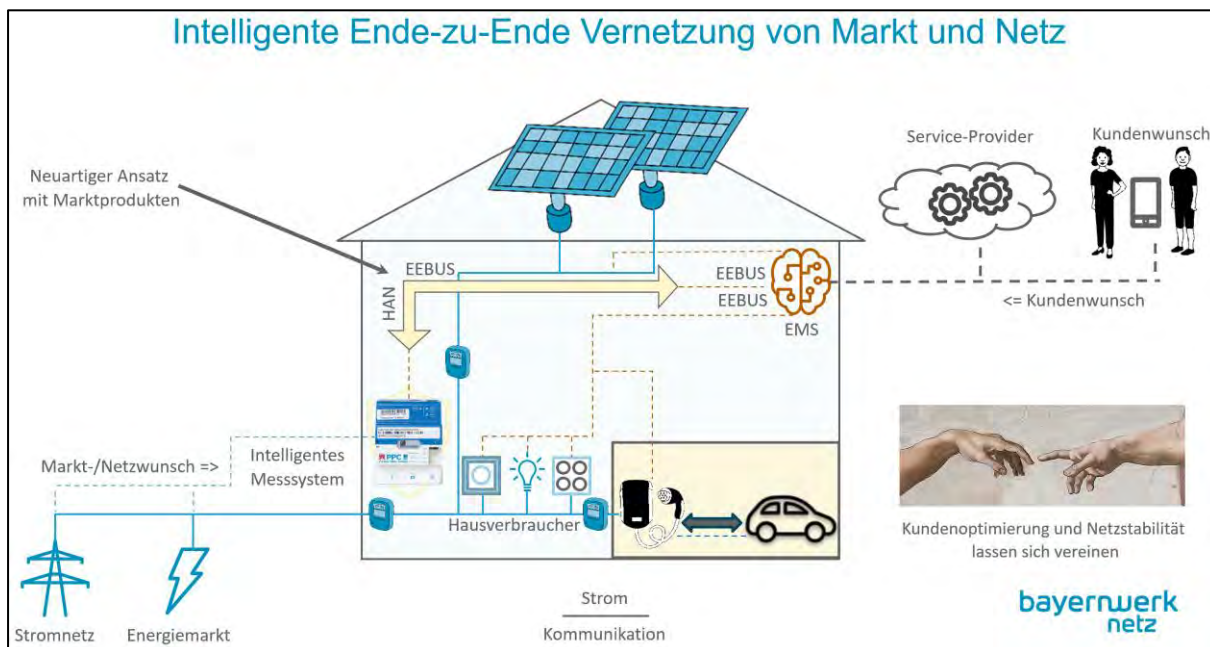 Intelligente Ende-zu-Ende Vernetzung von Markt und Netz
Service-Provider
Kundenwunsch
Neuartiger Ansatz
mit Marktprodukten
EEBUS
HAN
EEBUS
EEBUS
EMS
<= Kundenwunsch
Markt-/Netzwunsch =>
Intelligentes
Messsystem
PPC
Hausverbraucher
Kundenoptimierung und Netzstabilität
lassen sich vereinen
Stromnetz
Energiemarkt
Strom
Kommunikation
bayernwerk
netz